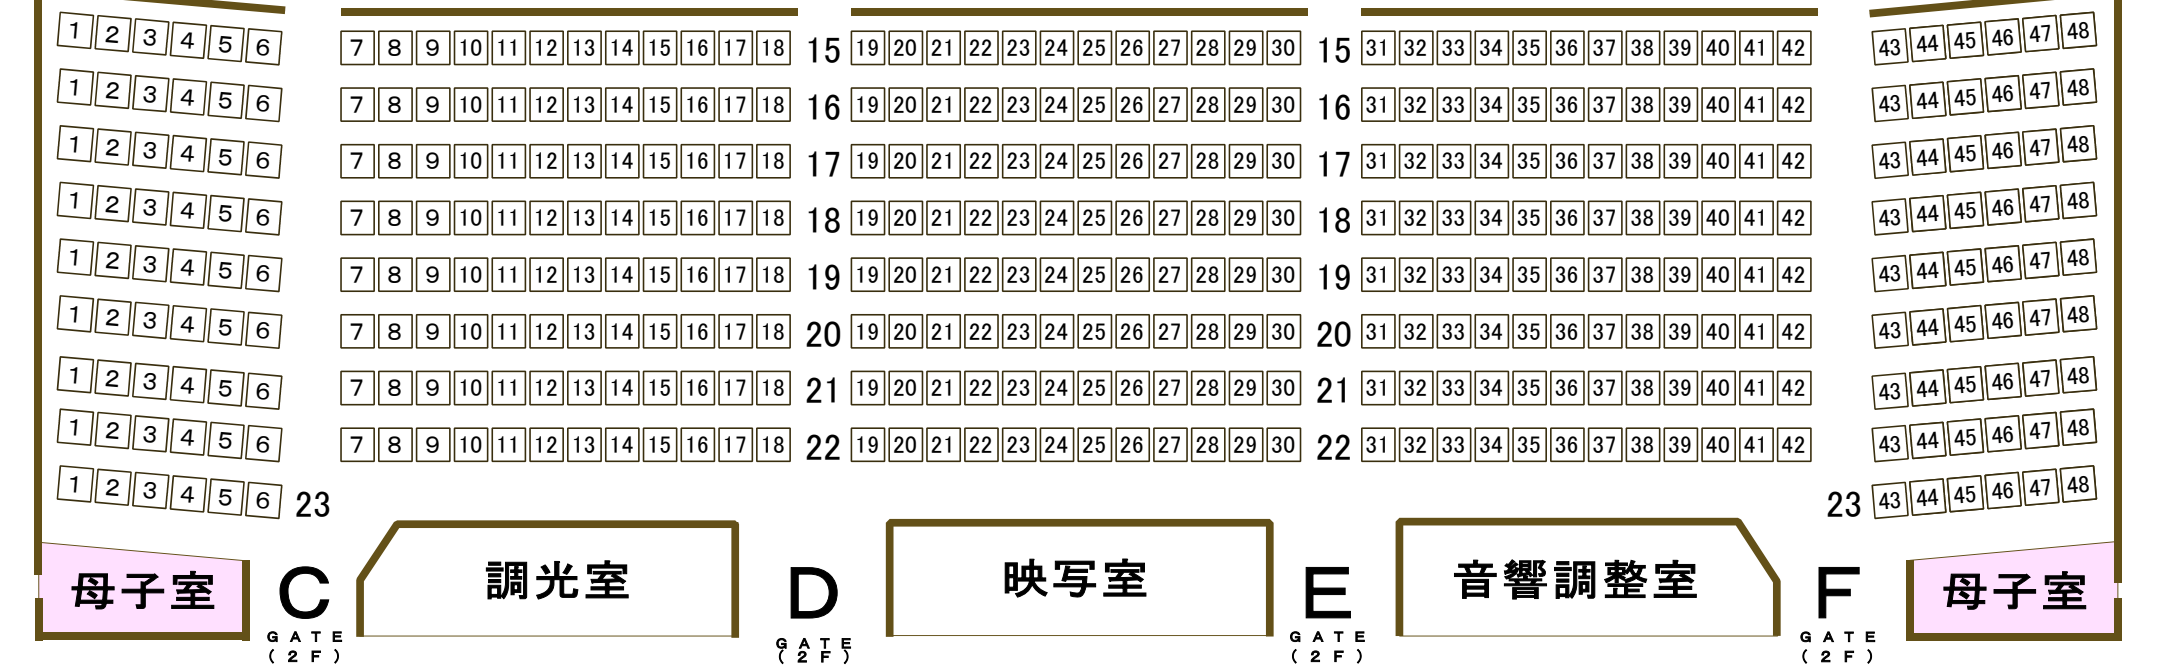 1 2 3 4 5 6 7 8 9 10 11 12 13 14 15 16 17 18 15 19 20 21 22 23 24 25 26 27 28 29 30 15 31 32 33 34 35 36 37 38 39 40 41 42 43 44 45 46 47 48
1 2 3 4 5 6 7 8 9 10 11 12 13 14 15 16 17 18 16 19 20 21 22 23 24 25 26 27 28 29 30 16 31 32 33 34 35 36 37 38 39 40 41 42 43 44 45 46 47 48
1 2 3 4 5 6 7 8 9 10 11 12 13 14 15 16 17 18 17 19 20 21 22 23 24 25 26 27 28 29 30 17 31 32 33 34 35 36 37 38 39 40 41 42 43 44 45 46 47 48
1 2 3 4 5 6 7 8 9 10 11 12 13 14 15 16 17 18 18 19 20 21 22 23 24 25 26 27 28 29 30 18 31 32 33 34 35 36 37 38 39 40 41 42 43 44 45 46 47 48
1 2 3 4 5 6 7 8 9 10 11 12 13 14 15 16 17 18 19 19 20 21 22 23 24 25 26 27 28 29 30 19 31 32 33 34 35 36 37 38 39 40 41 42 43 44 45 46 47 48
1 2 3 4 5 6 7 8 9 10 11 12 13 14 15 16 17 18 20 19 20 21 22 23 24 25 26 27 28 29 30 20 31 32 33 34 35 36 37 38 39 40 41 42 43 44 45 46 47 48
1 2 3 4 5 6 7 8 9 10 11 12 13 14 15 16 17 18 21 19 20 21 22 23 24 25 26 27 28 29 30 21 31 32 33 34 35 36 37 38 39 40 41 42 43 44 45 46 47 48
1 2 3 4 5 6 7 8 9 10 11 12 13 14 15 16 17 18 22 19 20 21 22 23 24 25 26 27 28 29 30 22 31 32 33 34 35 36 37 38 39 40 41 42 43 44 45 46 47 48
1 2 3 4 5 6 23 23 43 44 45 46 47 48
母子室 C 調光室 D 映写室 E 音響調整室 F 母子室
GATE GATE GATE GATE
(2F) (2F) (2F) (2F)